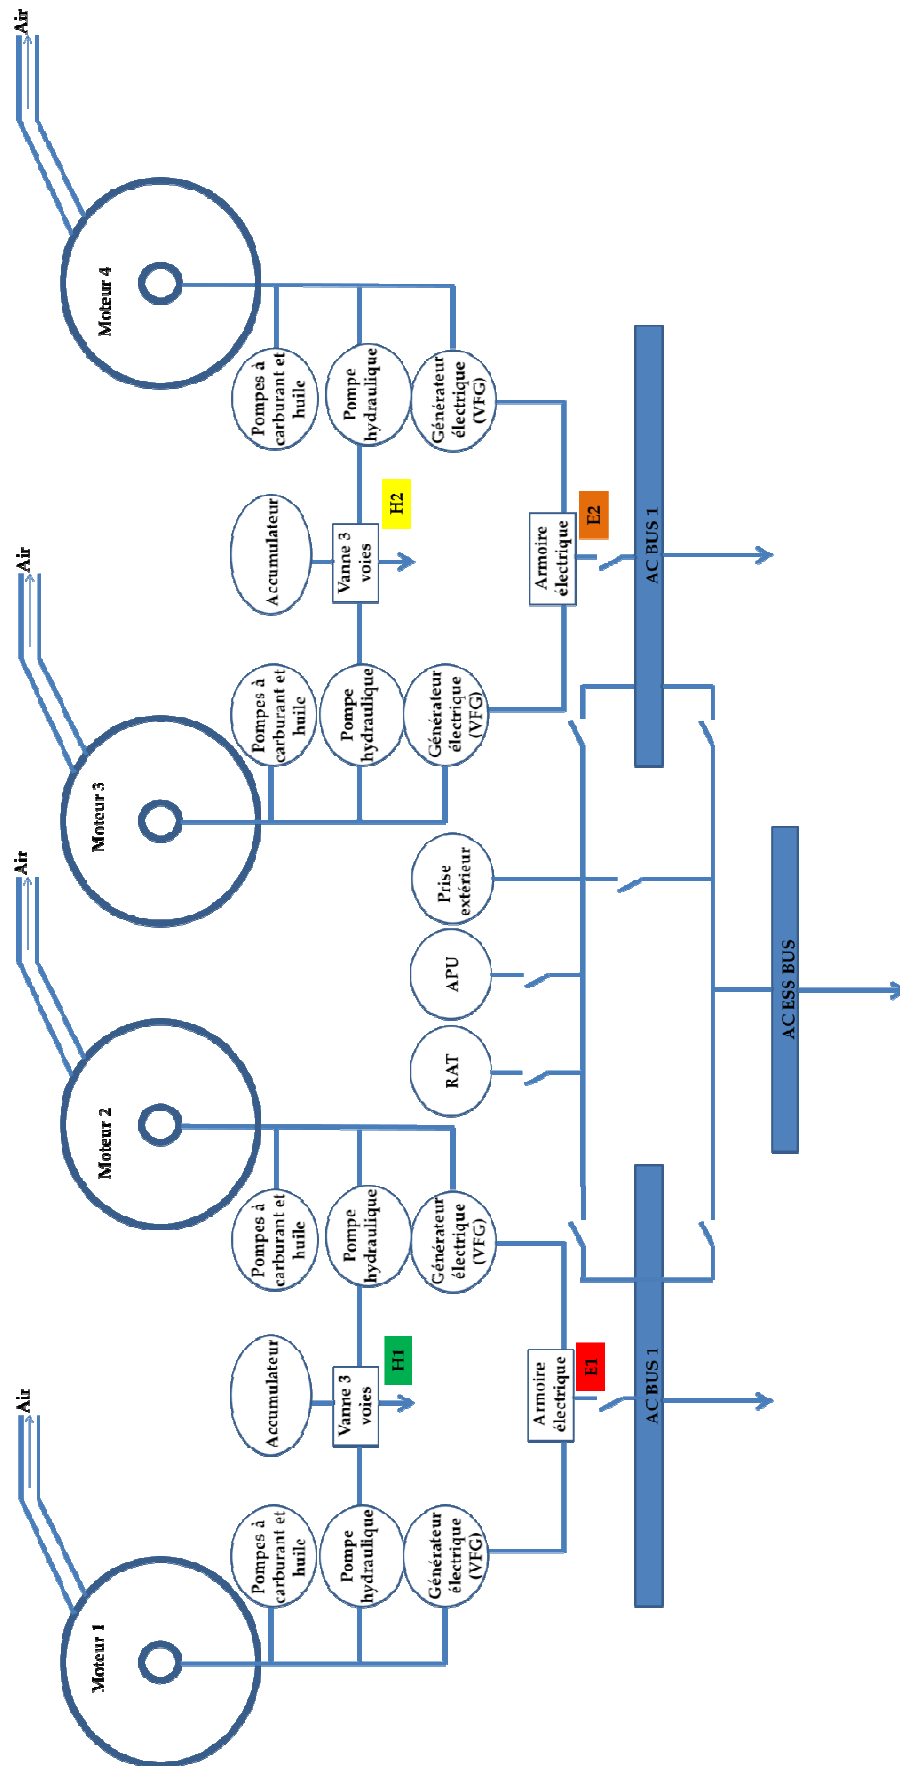 Air
Air
Air
Air
Moteur 1
Moteur 2
Moteur 3
Moteur 4
Pompes à
carburant et
huile
Accumulateur
Pompes à
carburant et
huile
Pompes à
carburant et
huile
Accumulateur
Pompes à
carburant et
huile
Pompe
hydraulique
Vanne 3
voies
Pompe
hydraulique
Pompe
hydraulique
Vanne 3
voies
Pompe
hydraulique
H1
H2
Générateur
électrique
(VFG)
Générateur
électrique
(VFG)
RAT
APU
Prise
extérieur
Générateur
électrique
(VFG)
Générateur
électrique
(VFG)
Armoire
électrique
Armoire
électrique
E1
E2
AC BUS 1
AC BUS 1
AC ESS BUS